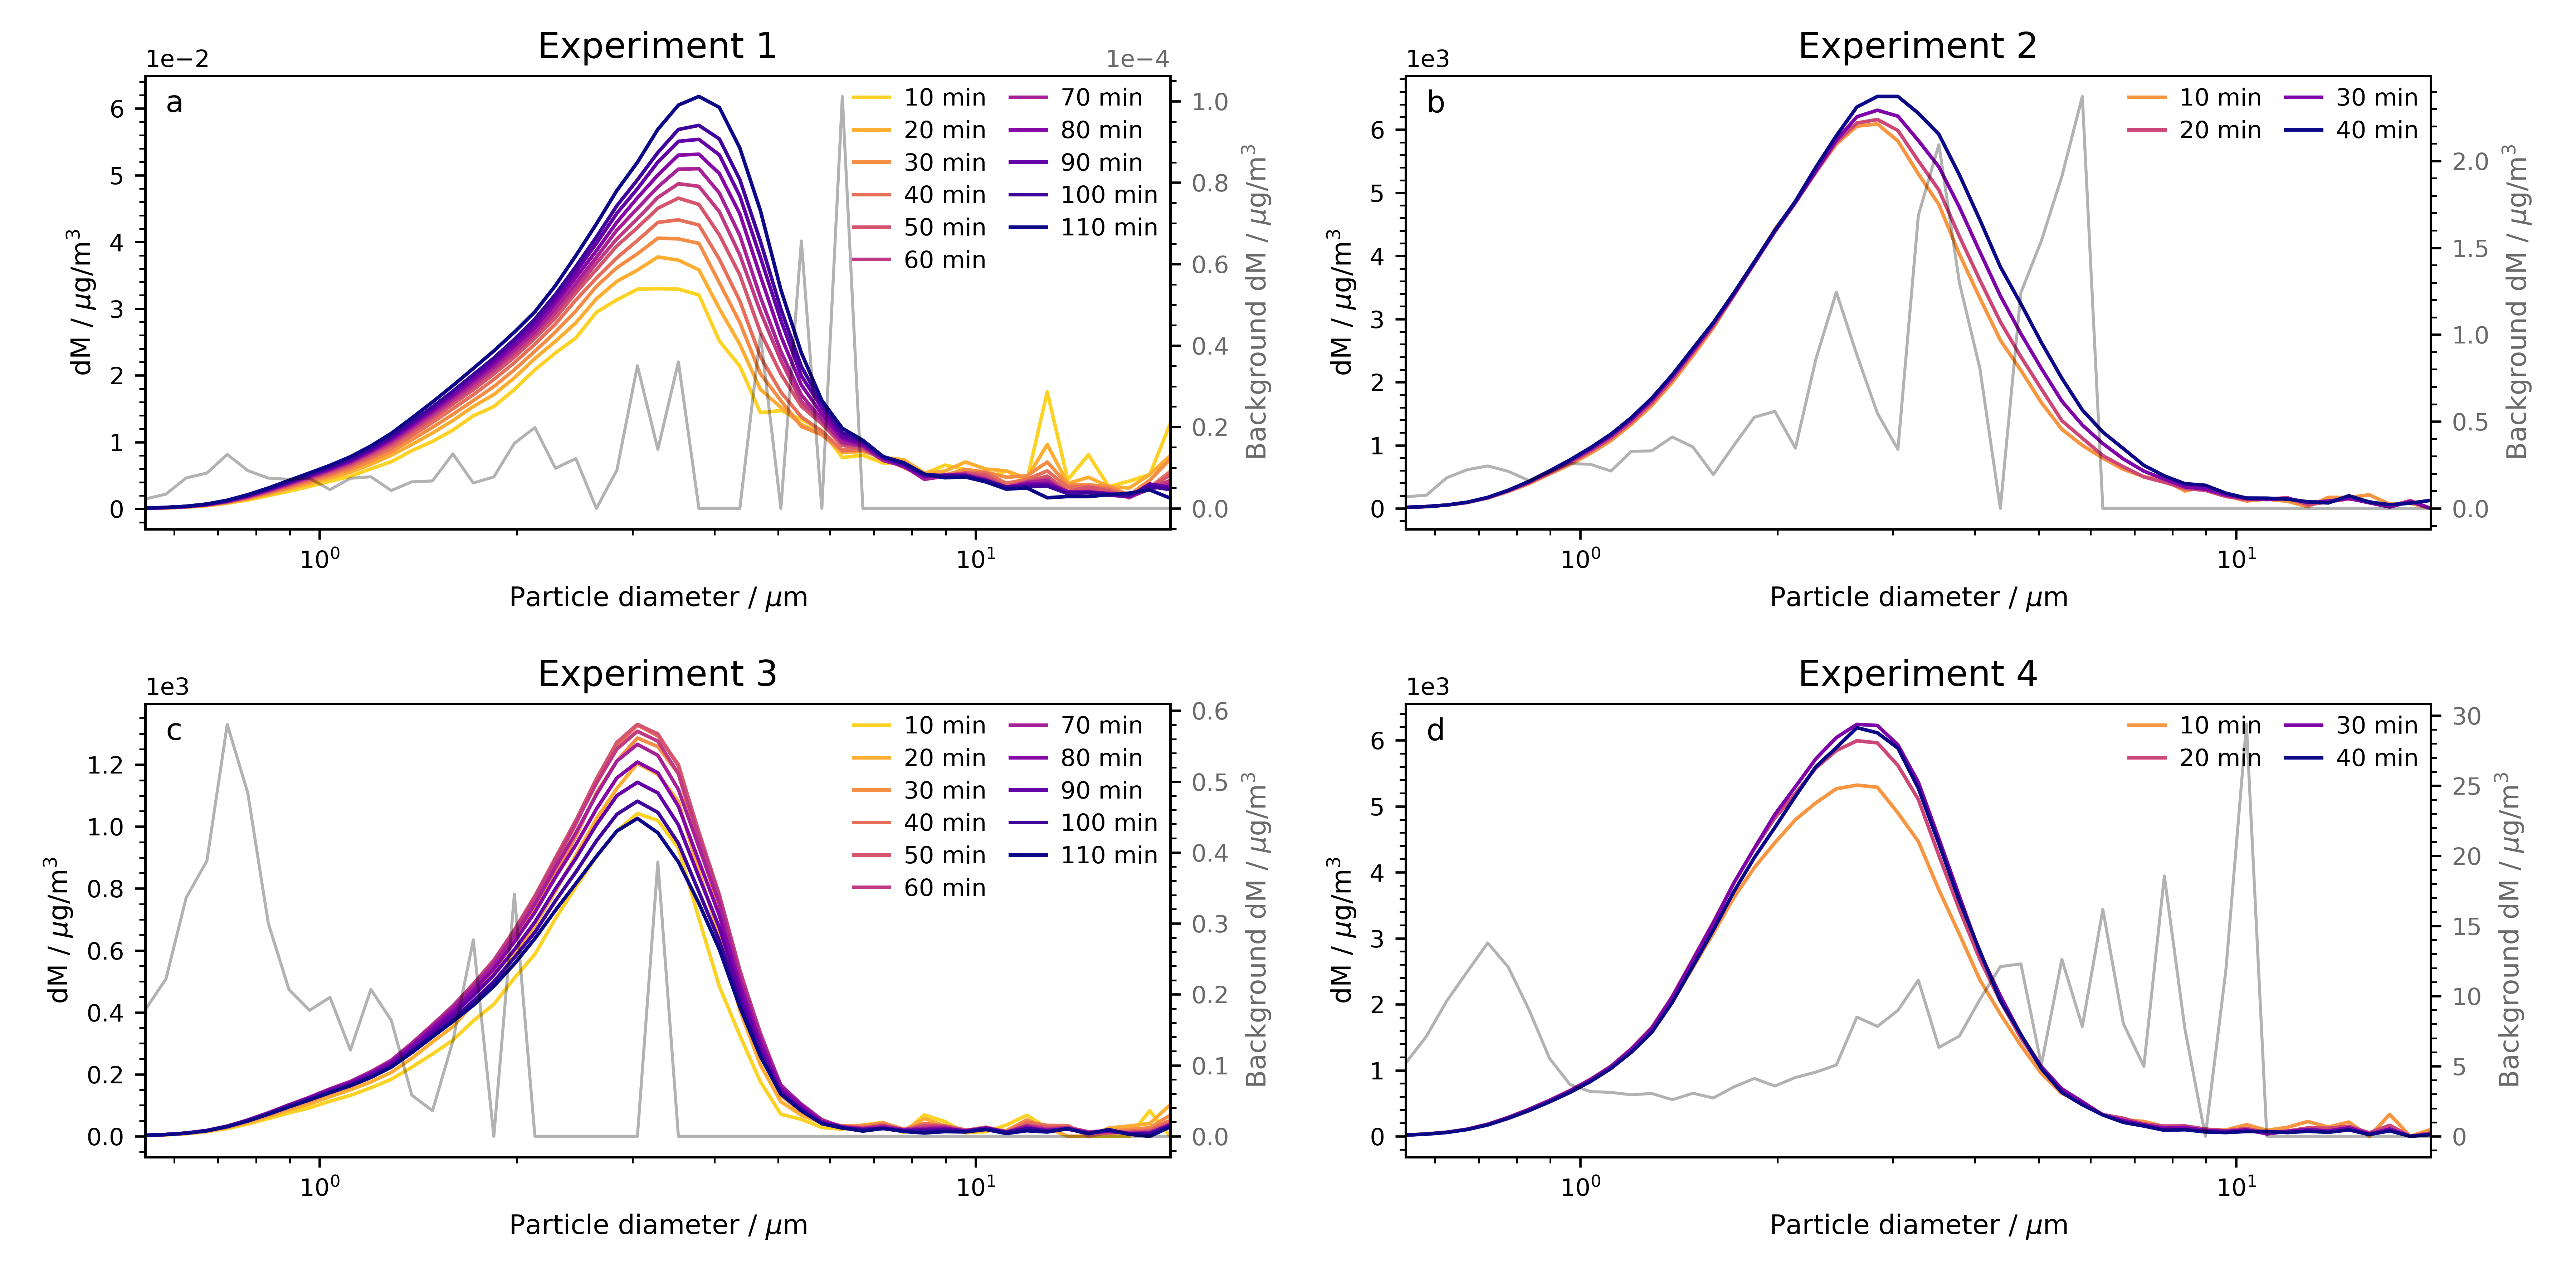 Experiment 1
1e−2
1e−4
a
10 min
20 min
30 min
40 min
50 min
60 min
70 min
80 min
90 min
100 min
110 min
6
5
4
3
2
1
0
dM / μg/m³
1.0
0.8
0.6
0.4
0.2
0.0
Background dM / μg/m³
10⁰
10¹
Particle diameter / μm
Experiment 2
1e3
b
10 min
20 min
30 min
40 min
6
5
4
3
2
1
0
dM / μg/m³
2.0
1.5
1.0
0.5
0.0
Background dM / μg/m³
10⁰
10¹
Particle diameter / μm
Experiment 3
1e3
c
10 min
20 min
30 min
40 min
50 min
60 min
70 min
80 min
90 min
100 min
110 min
1.2
1.0
0.8
0.6
0.4
0.2
0.0
dM / μg/m³
0.6
0.5
0.4
0.3
0.2
0.1
0.0
Background dM / μg/m³
10⁰
10¹
Particle diameter / μm
Experiment 4
1e3
d
10 min
20 min
30 min
40 min
6
5
4
3
2
1
0
dM / μg/m³
30
25
20
15
10
5
0
Background dM / μg/m³
10⁰
10¹
Particle diameter / μm